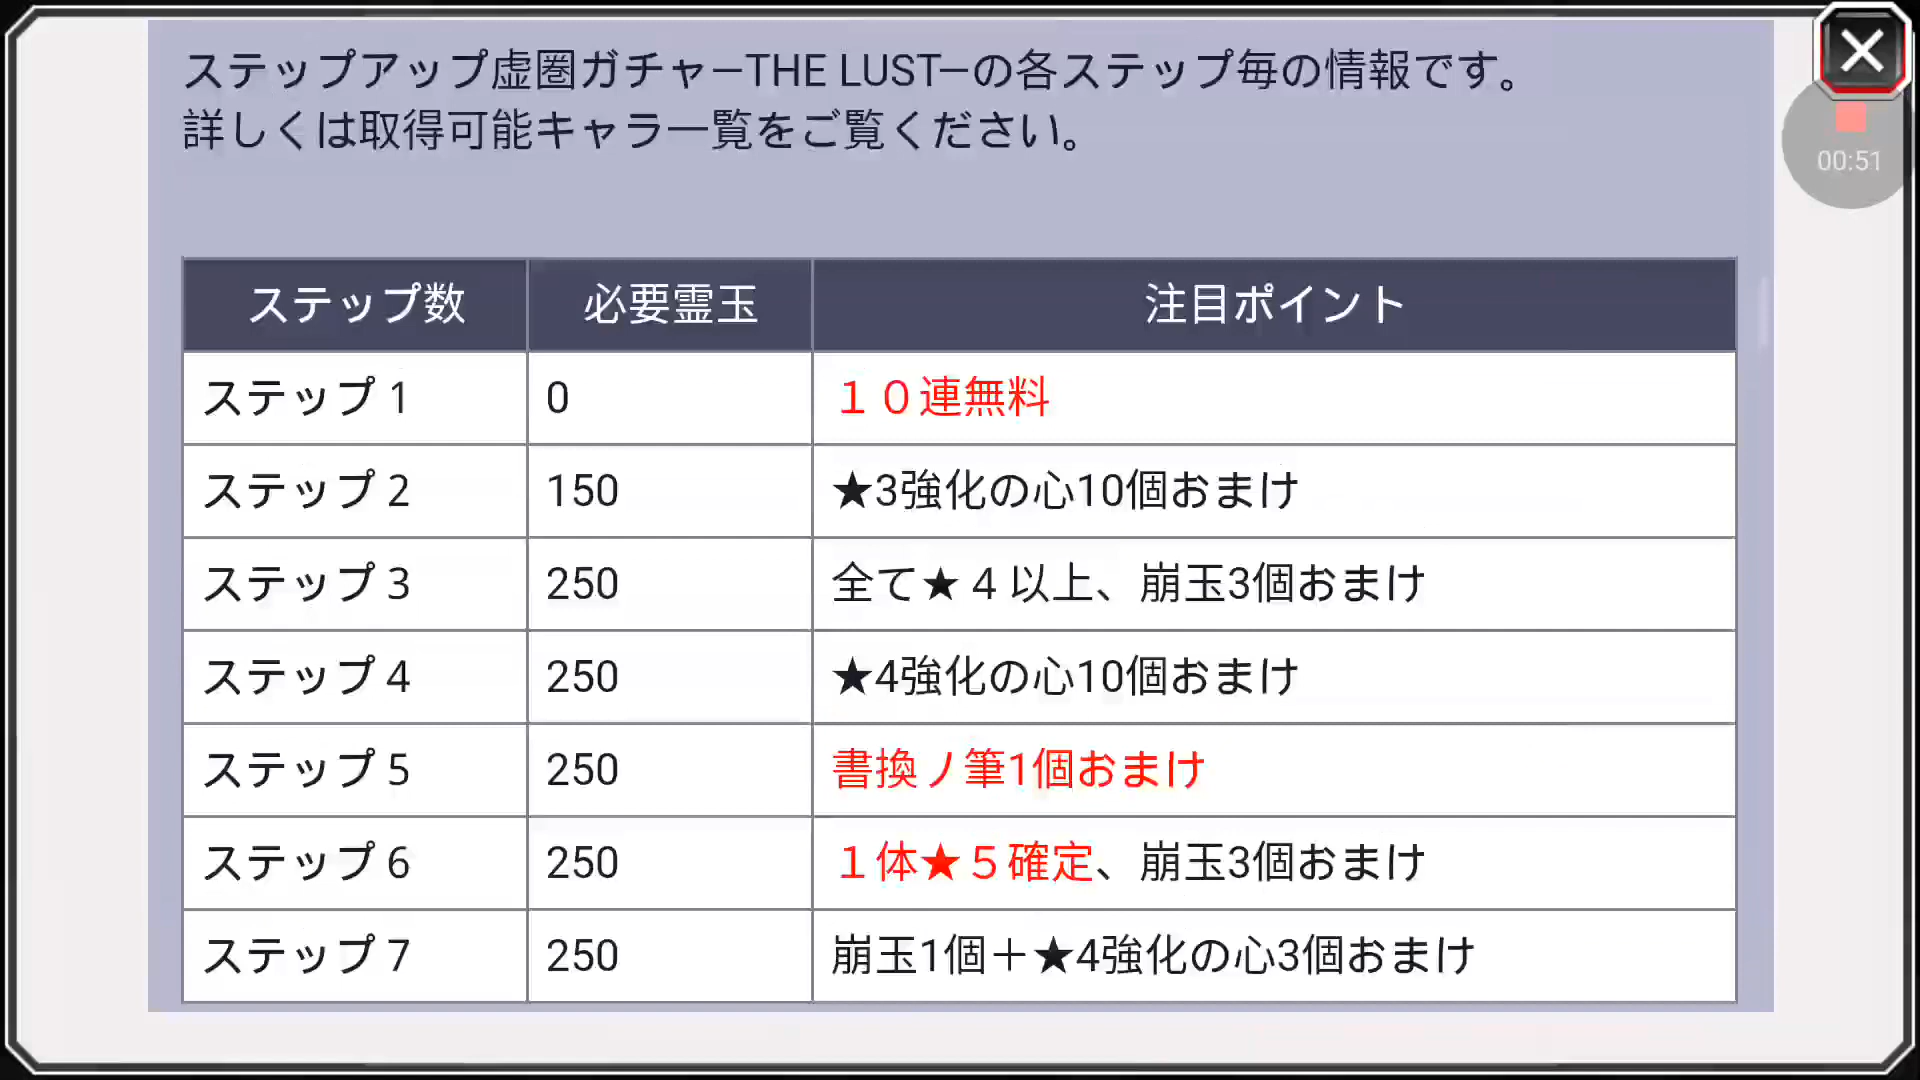 ステップアップ虚圏ガチャ—THE LUST—の各ステップ毎の情報です。
詳しくは取得可能キャラ一覧をご覧ください。
00:51
ステップ数 必要霊玉 注目ポイント
ステップ1 0 １０連無料
ステップ2 150 ★3強化の心10個おまけ
ステップ3 250 全て★４以上、崩玉3個おまけ
ステップ4 250 ★4強化の心10個おまけ
ステップ5 250 書換ノ筆1個おまけ
ステップ6 250 １体★５確定、崩玉3個おまけ
ステップ7 250 崩玉1個＋★4強化の心3個おまけ